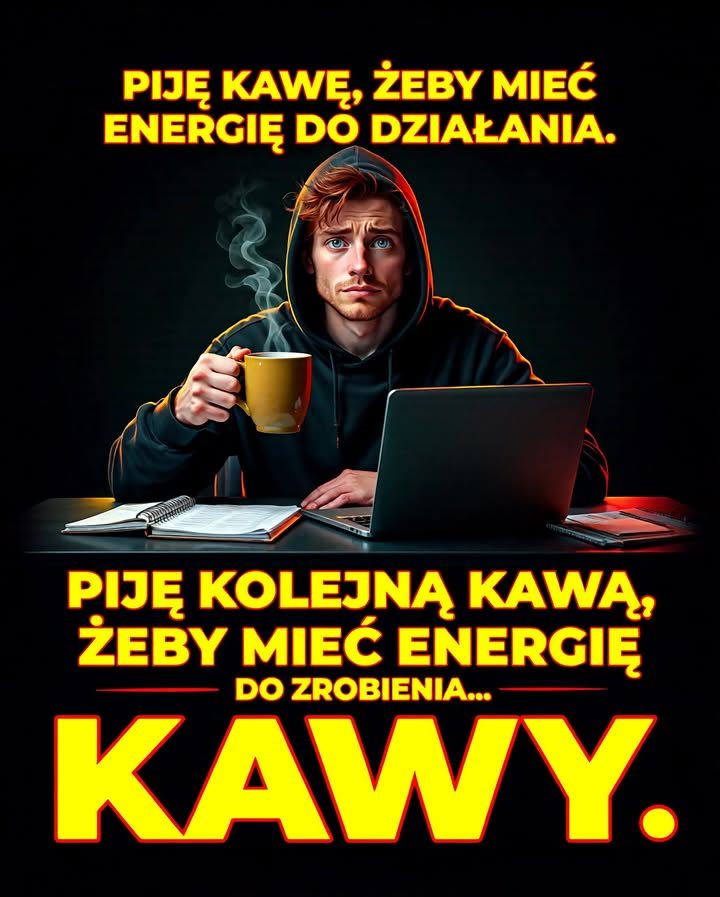 PIJĘ KAWĘ, ŻEBY MIEĆ
ENERGIĘ DO DZIAŁANIA.
PIJĘ KOLEJNĄ KAWĄ,
ŻEBY MIEĆ ENERGIĘ
DO ZROBIENIA...
KAWY.